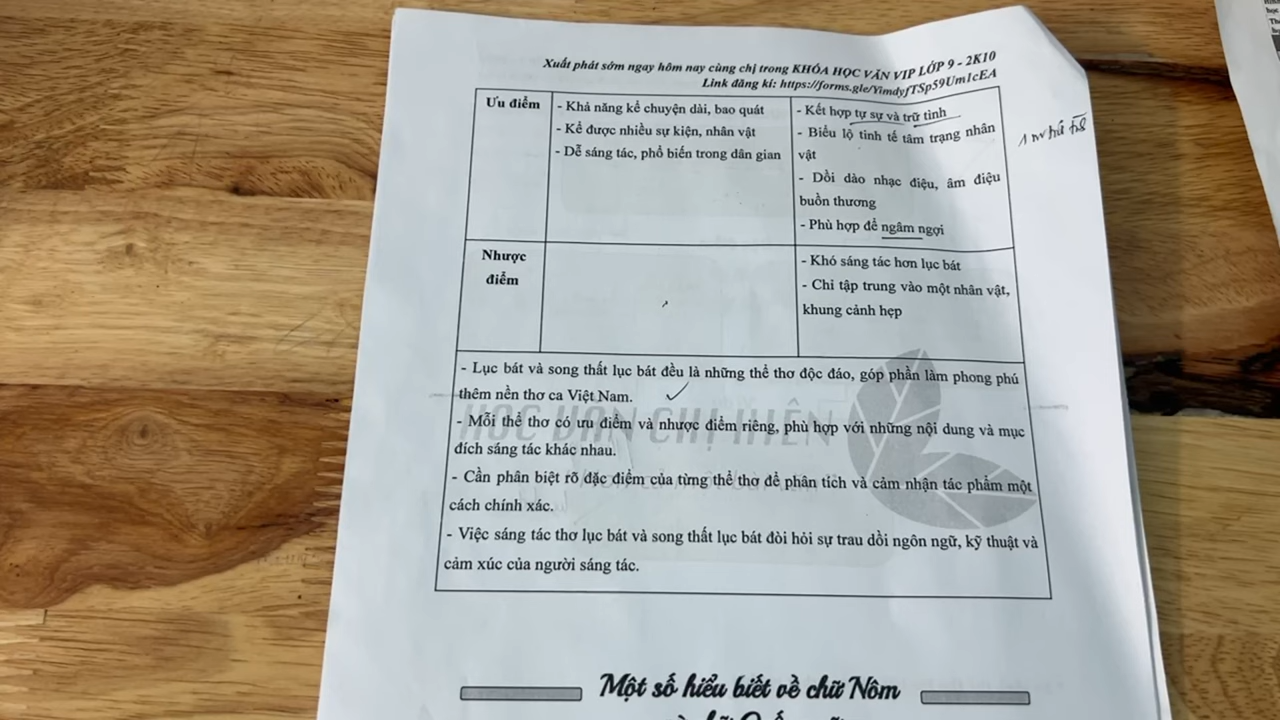 Xuất phát sớm ngay hôm nay cùng chị trong KHÓA HỌC VĂN VIP LỚP 9 - 2K10
Link đăng kí: https://forms.gle/YimdyfTSp59Um1cEA
Ưu điểm
- Khả năng kể chuyện dài, bao quát
- Kể được nhiều sự kiện, nhân vật
- Dễ sáng tác, phổ biến trong dân gian
- Kết hợp tự sự và trữ tình
- Biểu lộ tinh tế tâm trạng nhân
vật
- Dồi dào nhạc điệu, âm điệu
buồn thương
- Phù hợp để ngâm ngợi
Nhược
điểm
- Khó sáng tác hơn lục bát
- Chỉ tập trung vào một nhân vật,
khung cảnh hẹp
- Lục bát và song thất lục bát đều là những thể thơ độc đáo, góp phần làm phong phú
thêm nền thơ ca Việt Nam.
- Mỗi thể thơ có ưu điểm và nhược điểm riêng, phù hợp với những nội dung và mục
đích sáng tác khác nhau.
- Cần phân biệt rõ đặc điểm của từng thể thơ để phân tích và cảm nhận tác phẩm một
cách chính xác.
- Việc sáng tác thơ lục bát và song thất lục bát đòi hỏi sự trau dồi ngôn ngữ, kỹ thuật và
cảm xúc của người sáng tác.
HỌC VĂN CHỊ HIÊN
Một số hiểu biết về chữ Nôm